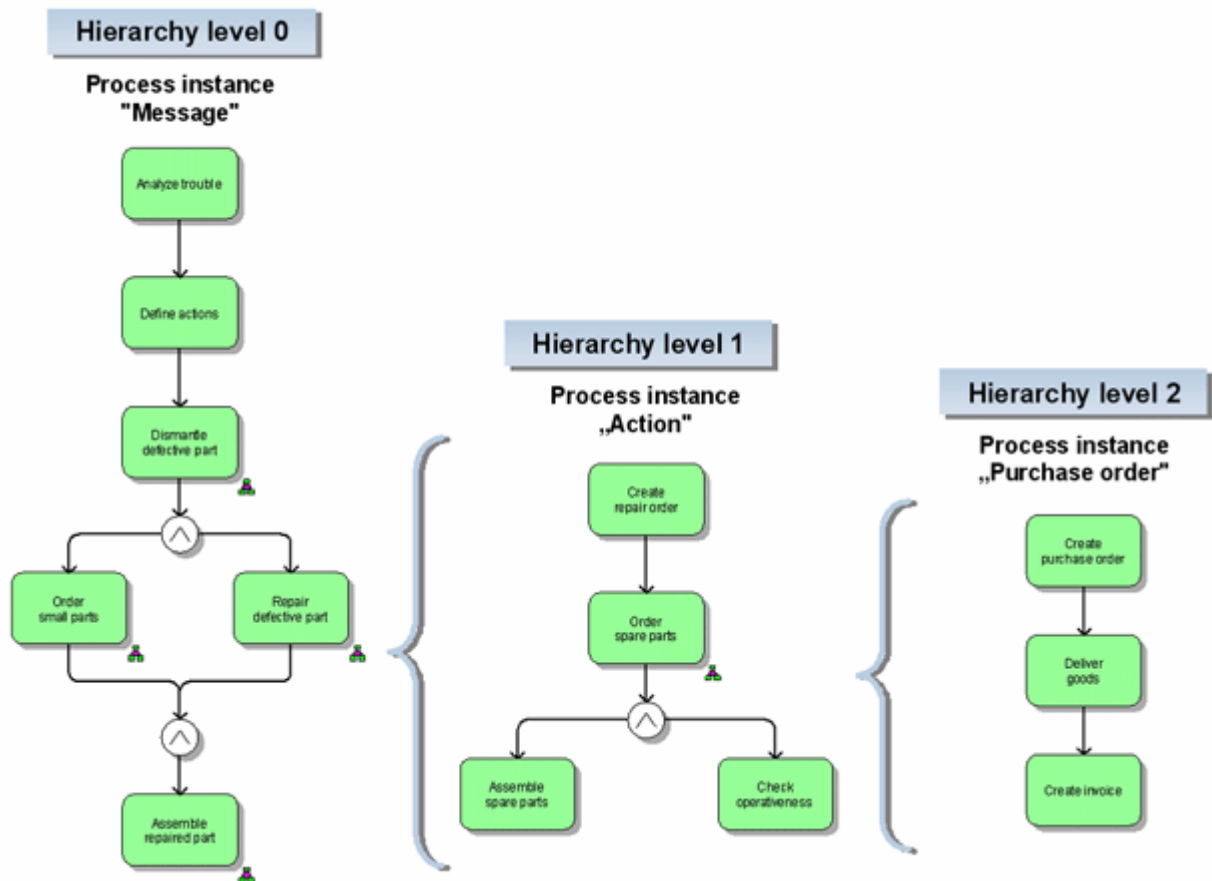 Hierarchy level 0
Process instance
"Message"
Analyze trouble
Define actions
Dismantle
defective part
Order
small parts
Repair
defective part
Assemble
repaired part
Hierarchy level 1
Process instance
„Action"
Create
repair order
Order
spare parts
Assemble
spare parts
Check
operativeness
Hierarchy level 2
Process instance
„Purchase order"
Create
purchase order
Deliver
goods
Create invoice